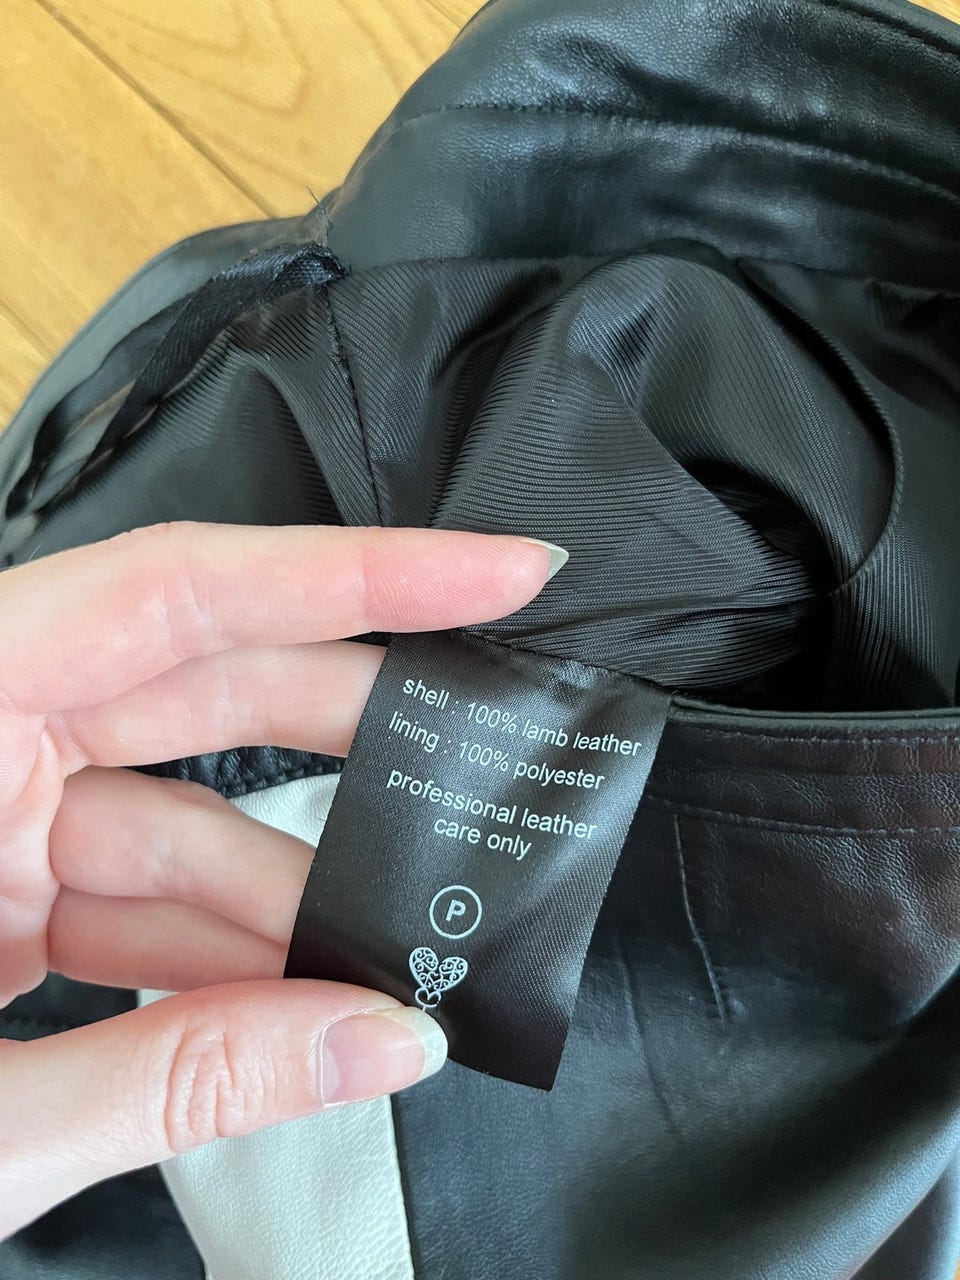 shell : 100% lamb leather
lining : 100% polyester
professional leather
care only
P